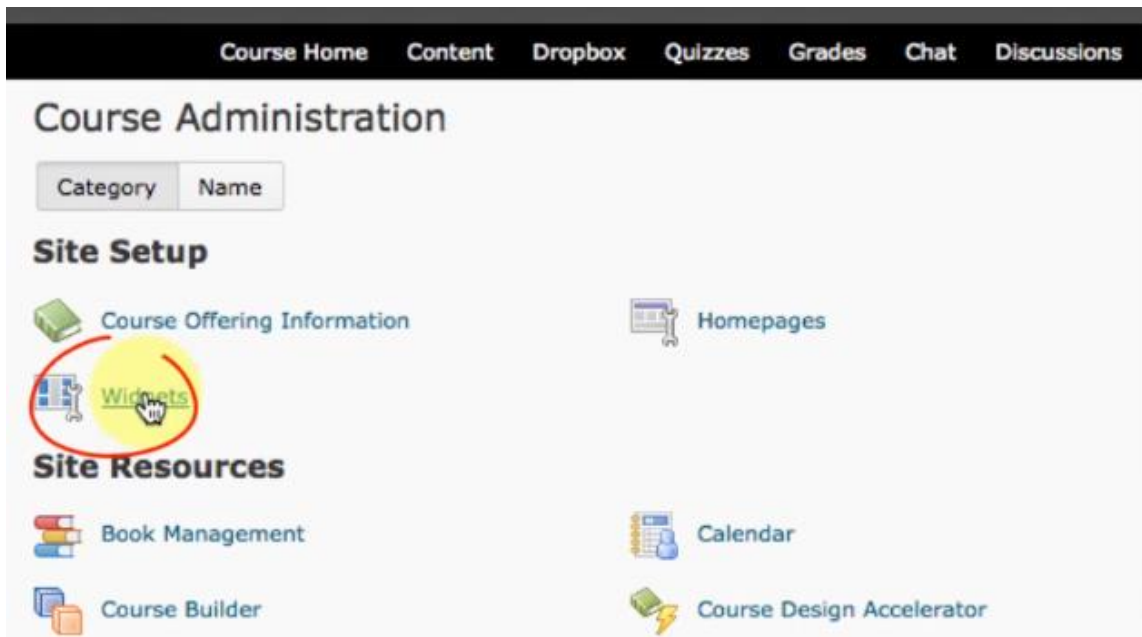 Course Home Content Dropbox Quizzes Grades Chat Discussions
Course Administration
Category Name
Site Setup
Course Offering Information Homepages
Widgets
Site Resources
Book Management Calendar
Course Builder Course Design Accelerator